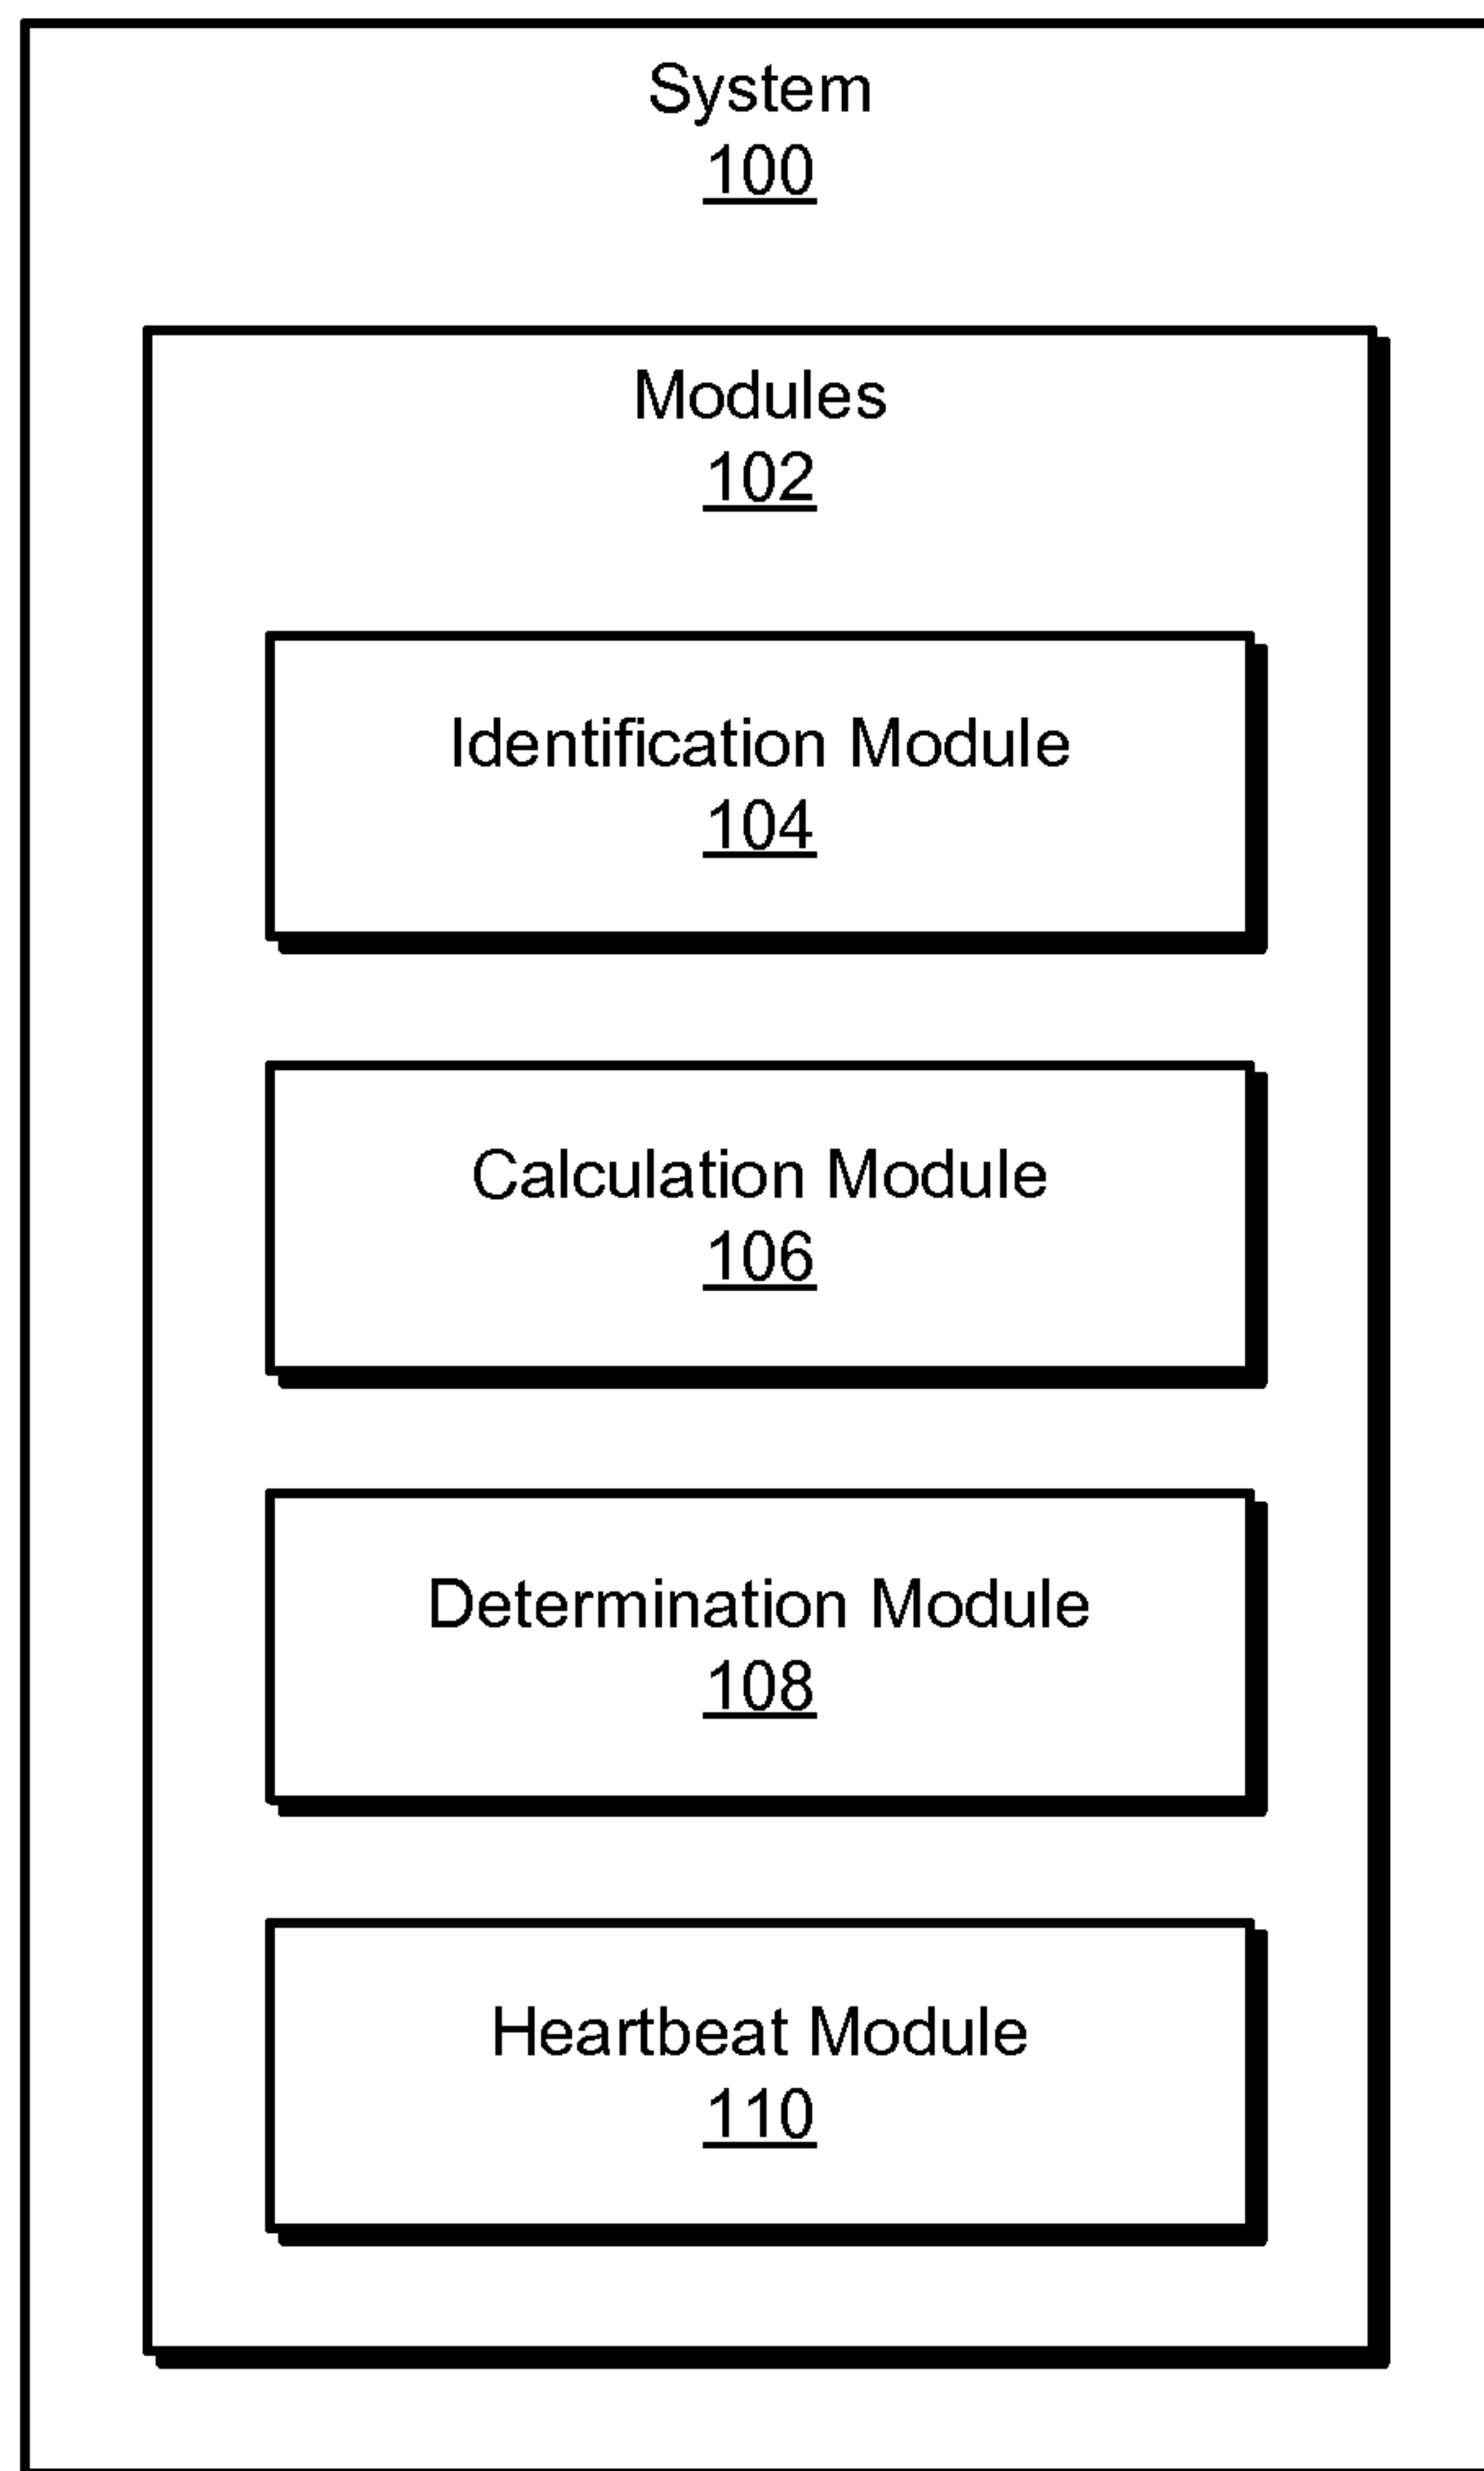 System
100
Modules
102
Identification Module
104
Calculation Module
106
Determination Module
108
Heartbeat Module
110